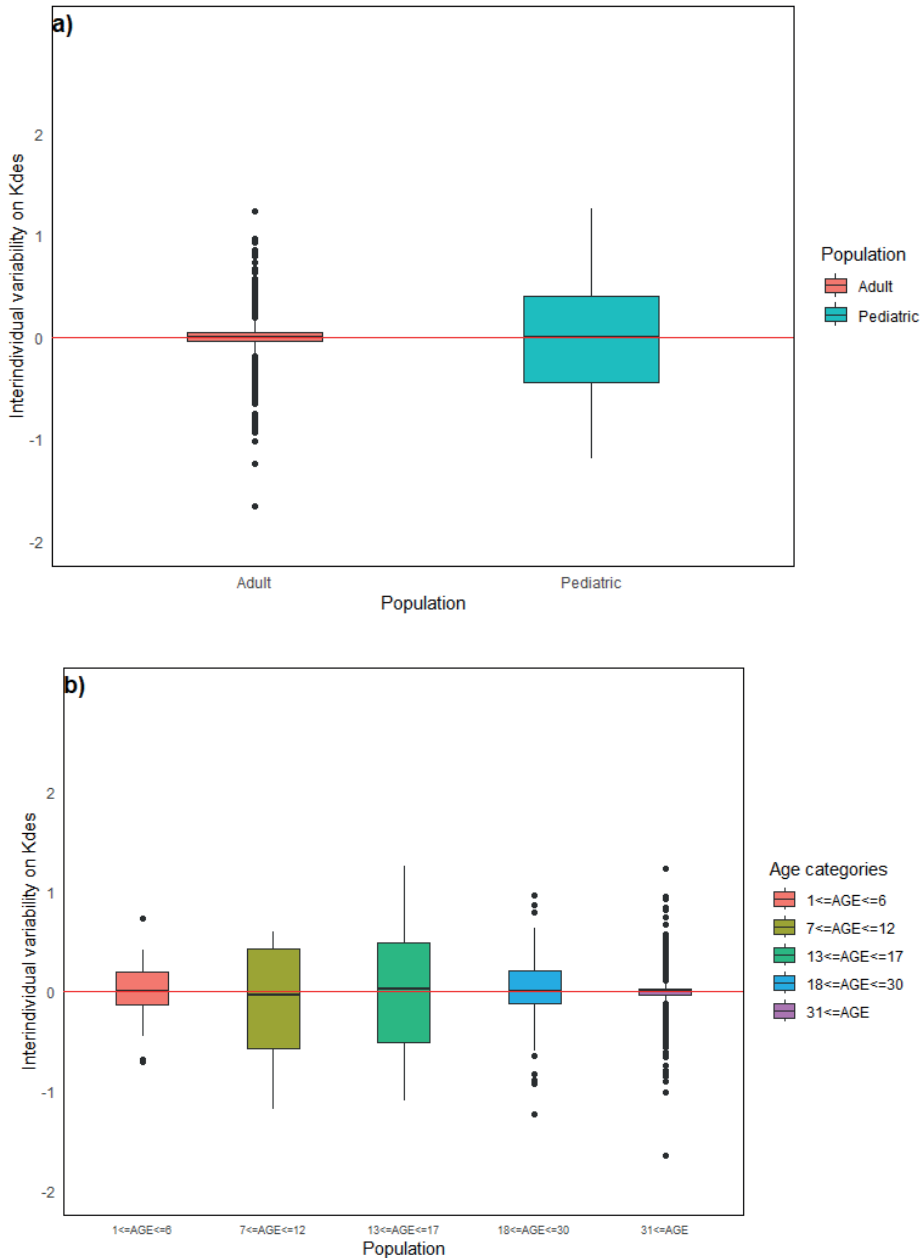 a)
Interindividual variability on Kdes
2
1
0
-1
-2
Adult
Pediatric
Population
Population
Adult
Pediatric
b)
Interindividual variability on Kdes
2
1
0
-1
-2
1<=AGE<=6
7<=AGE<=12
13<=AGE<=17
18<=AGE<=30
31<=AGE
Population
Age categories
1<=AGE<=6
7<=AGE<=12
13<=AGE<=17
18<=AGE<=30
31<=AGE